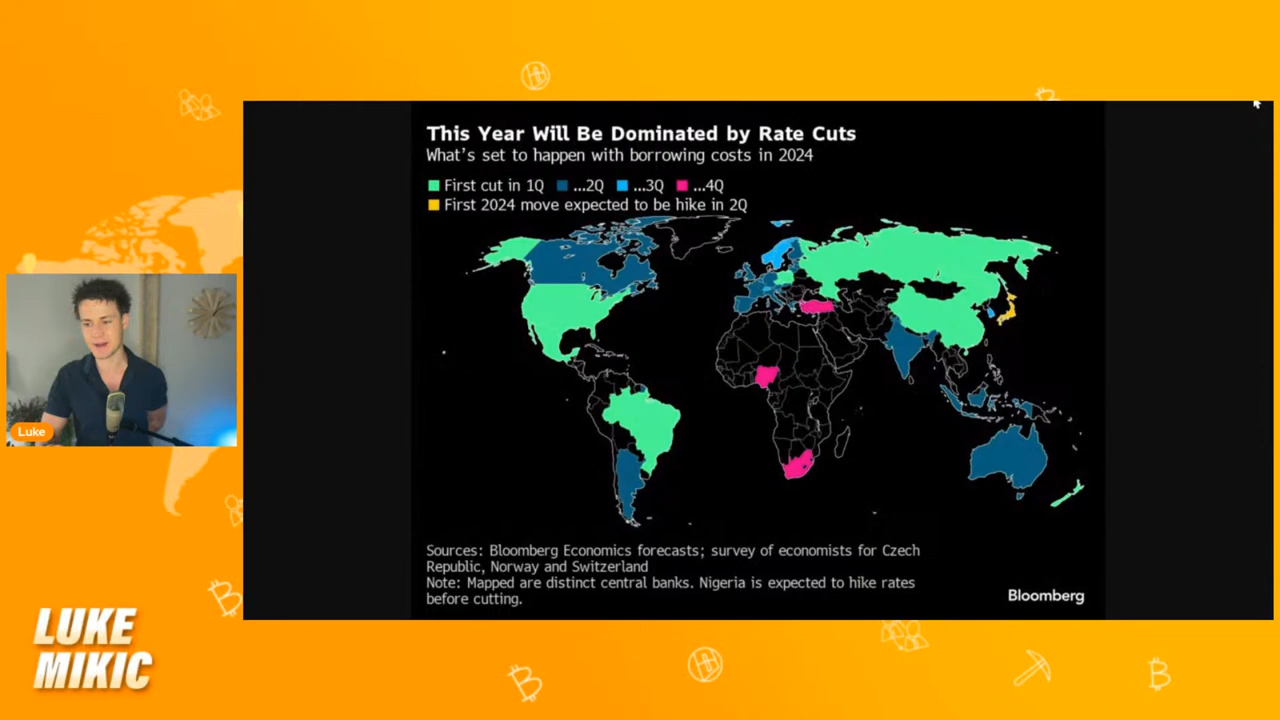 This Year Will Be Dominated by Rate Cuts
What's set to happen with borrowing costs in 2024
First cut in 1Q ...2Q ...3Q ...4Q
First 2024 move expected to be hike in 2Q
Luke
Sources: Bloomberg Economics forecasts; survey of economists for Czech
Republic, Norway and Switzerland
Note: Mapped are distinct central banks. Nigeria is expected to hike rates
before cutting.
Bloomberg
LUKE
MIKIC